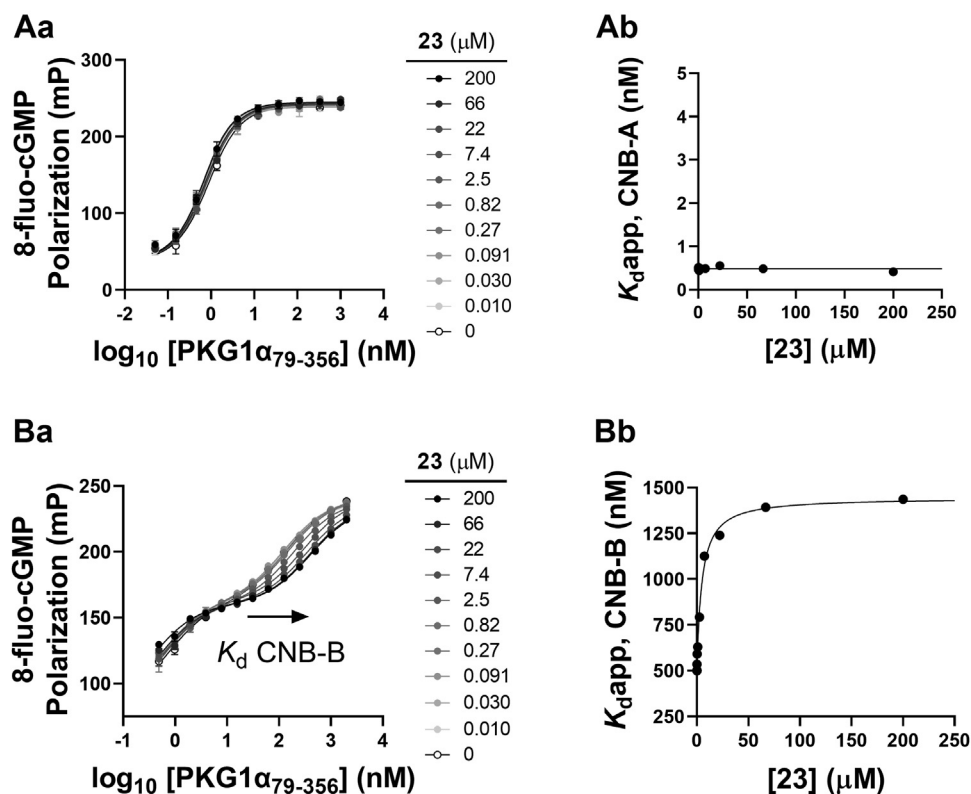 Aa
23 (μM)
200
66
22
7.4
2.5
0.82
0.27
0.091
0.030
0.010
0
8-fluo-cGMP
Polarization (mP)
300
200
100
0
-2 -1 0 1 2 3 4
log10 [PKG1α79-356] (nM)
Ab
Kdapp, CNB-A (nM)
5
4
3
2
1
0
0 50 100 150 200 250
[23] (μM)
Ba
23 (μM)
200
66
22
7.4
2.5
0.82
0.27
0.091
0.030
0.010
0
8-fluo-cGMP
Polarization (mP)
250
200
150
100
Kd CNB-B
-1 0 1 2 3 4
log10 [PKG1α79-356] (nM)
Bb
Kdapp, CNB-B (nM)
1500
1250
1000
750
500
250
0 50 100 150 200 250
[23] (μM)